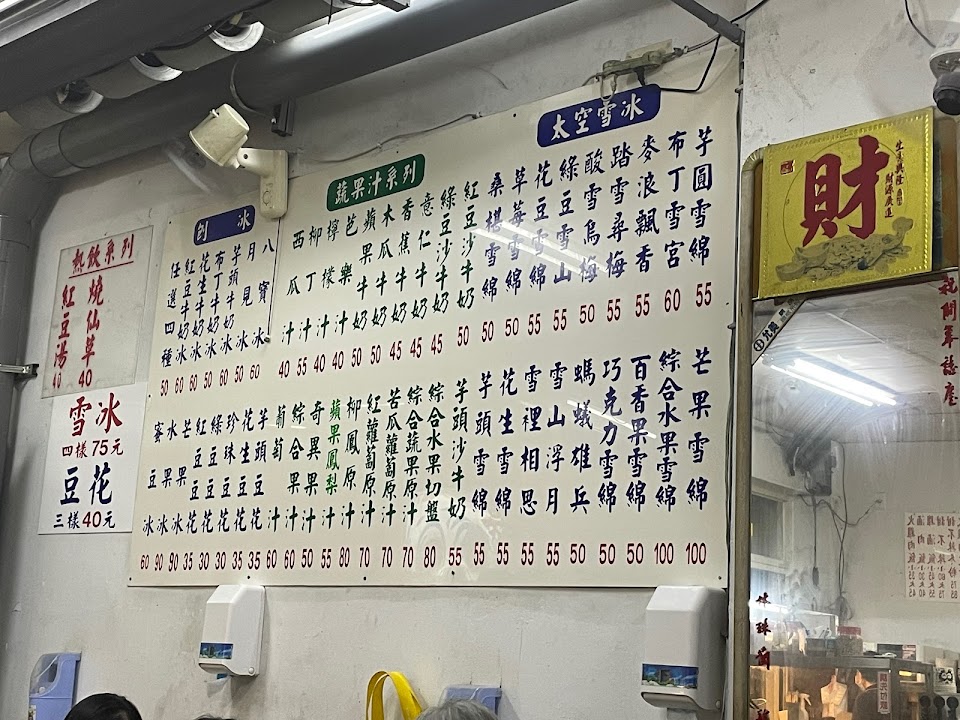 太空雪冰
芋圓雪綿 55
布丁雪宮 60
麥浪飄香 55
踏雪尋梅 55
酸雪烏梅 50
綠豆雪山 55
花豆雪綿 55
草莓雪綿 50
桑椹雪綿 50
蔬果汁系列
紅豆沙牛奶 50
綠豆沙牛奶 45
意仁牛奶 45
香蕉牛奶 45
木瓜牛奶 50
蘋果牛奶 50
芭樂汁 40
檸檬汁 40
柳丁汁 55
西瓜汁 40
刨冰
八寶冰 60
月見冰 50
芋頭牛奶冰 60
布丁牛奶冰 50
花生牛奶冰 60
紅豆牛奶冰 60
任選四種 50
芒果雪綿 100
綜合水果雪綿 100
百香果雪綿 50
巧克力雪綿 50
螞蟻雄兵 50
雪山浮月 55
雪裡相思 55
花生雪綿 55
芋頭雪綿 55
芋頭沙牛奶 55
綜合水果切盤 80
綜合蔬果原汁 70
苦瓜蘿蔔原汁 70
紅蘿蔔原汁 70
柳鳳原汁 80
蘋果鳳梨汁 55
奇異果汁 50
綜合果汁 60
葡萄汁 60
芋頭豆花 35
花生豆花 35
珍珠豆花 30
綠豆豆花 30
紅豆豆花 35
芒果冰 90
水果冰 90
蜜豆冰 60
熱飲系列
燒仙草 40
紅豆湯 40
雪冰
四樣75元
豆花
三樣40元
財
財源廣進